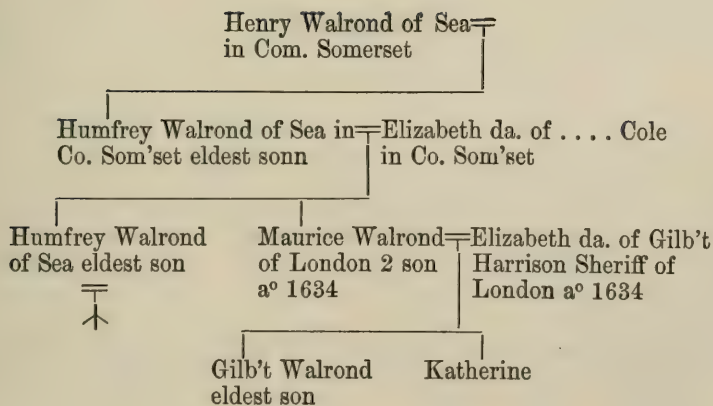 Henry Walrond of Sea
in Com. Somerset
Humfrey Walrond of Sea in Elizabeth da. of . . . . Cole
Co. Som'set eldest sonn in Co. Som'set
Humfrey Walrond Maurice Walrond Elizabeth da. of Gilb't
of Sea eldest son of London 2 son Harrison Sheriff of
aº 1634 London aº 1634
Gilb't Walrond Katherine
eldest son